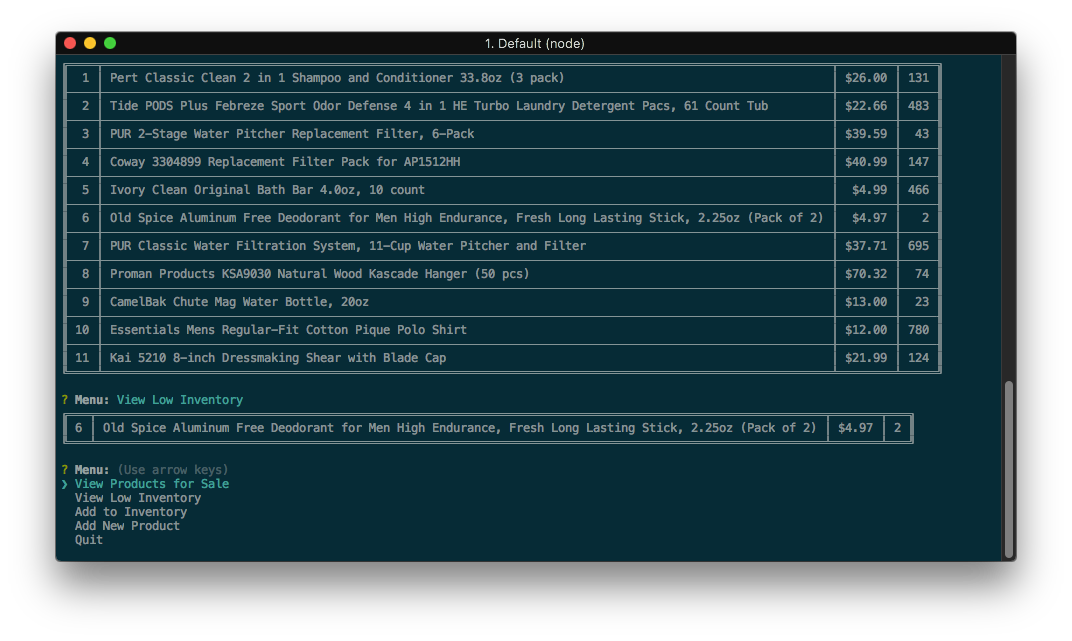 1. Default (node)
1 Pert Classic Clean 2 in 1 Shampoo and Conditioner 33.8oz (3 pack) $26.00 131
2 Tide PODS Plus Febreze Sport Odor Defense 4 in 1 HE Turbo Laundry Detergent Pacs, 61 Count Tub $22.66 483
3 PUR 2-Stage Water Pitcher Replacement Filter, 6-Pack $39.59 43
4 Coway 3304899 Replacement Filter Pack for AP1512HH $40.99 147
5 Ivory Clean Original Bath Bar 4.0oz, 10 count $4.99 466
6 Old Spice Aluminum Free Deodorant for Men High Endurance, Fresh Long Lasting Stick, 2.25oz (Pack of 2) $4.97 2
7 PUR Classic Water Filtration System, 11-Cup Water Pitcher and Filter $37.71 695
8 Proman Products KSA9030 Natural Wood Kascade Hanger (50 pcs) $70.32 74
9 CamelBak Chute Mag Water Bottle, 20oz $13.00 23
10 Essentials Mens Regular-Fit Cotton Pique Polo Shirt $12.00 780
11 Kai 5210 8-inch Dressmaking Shear with Blade Cap $21.99 124
? Menu: View Low Inventory
6 Old Spice Aluminum Free Deodorant for Men High Endurance, Fresh Long Lasting Stick, 2.25oz (Pack of 2) $4.97 2
? Menu: (Use arrow keys)
❯ View Products for Sale
View Low Inventory
Add to Inventory
Add New Product
Quit